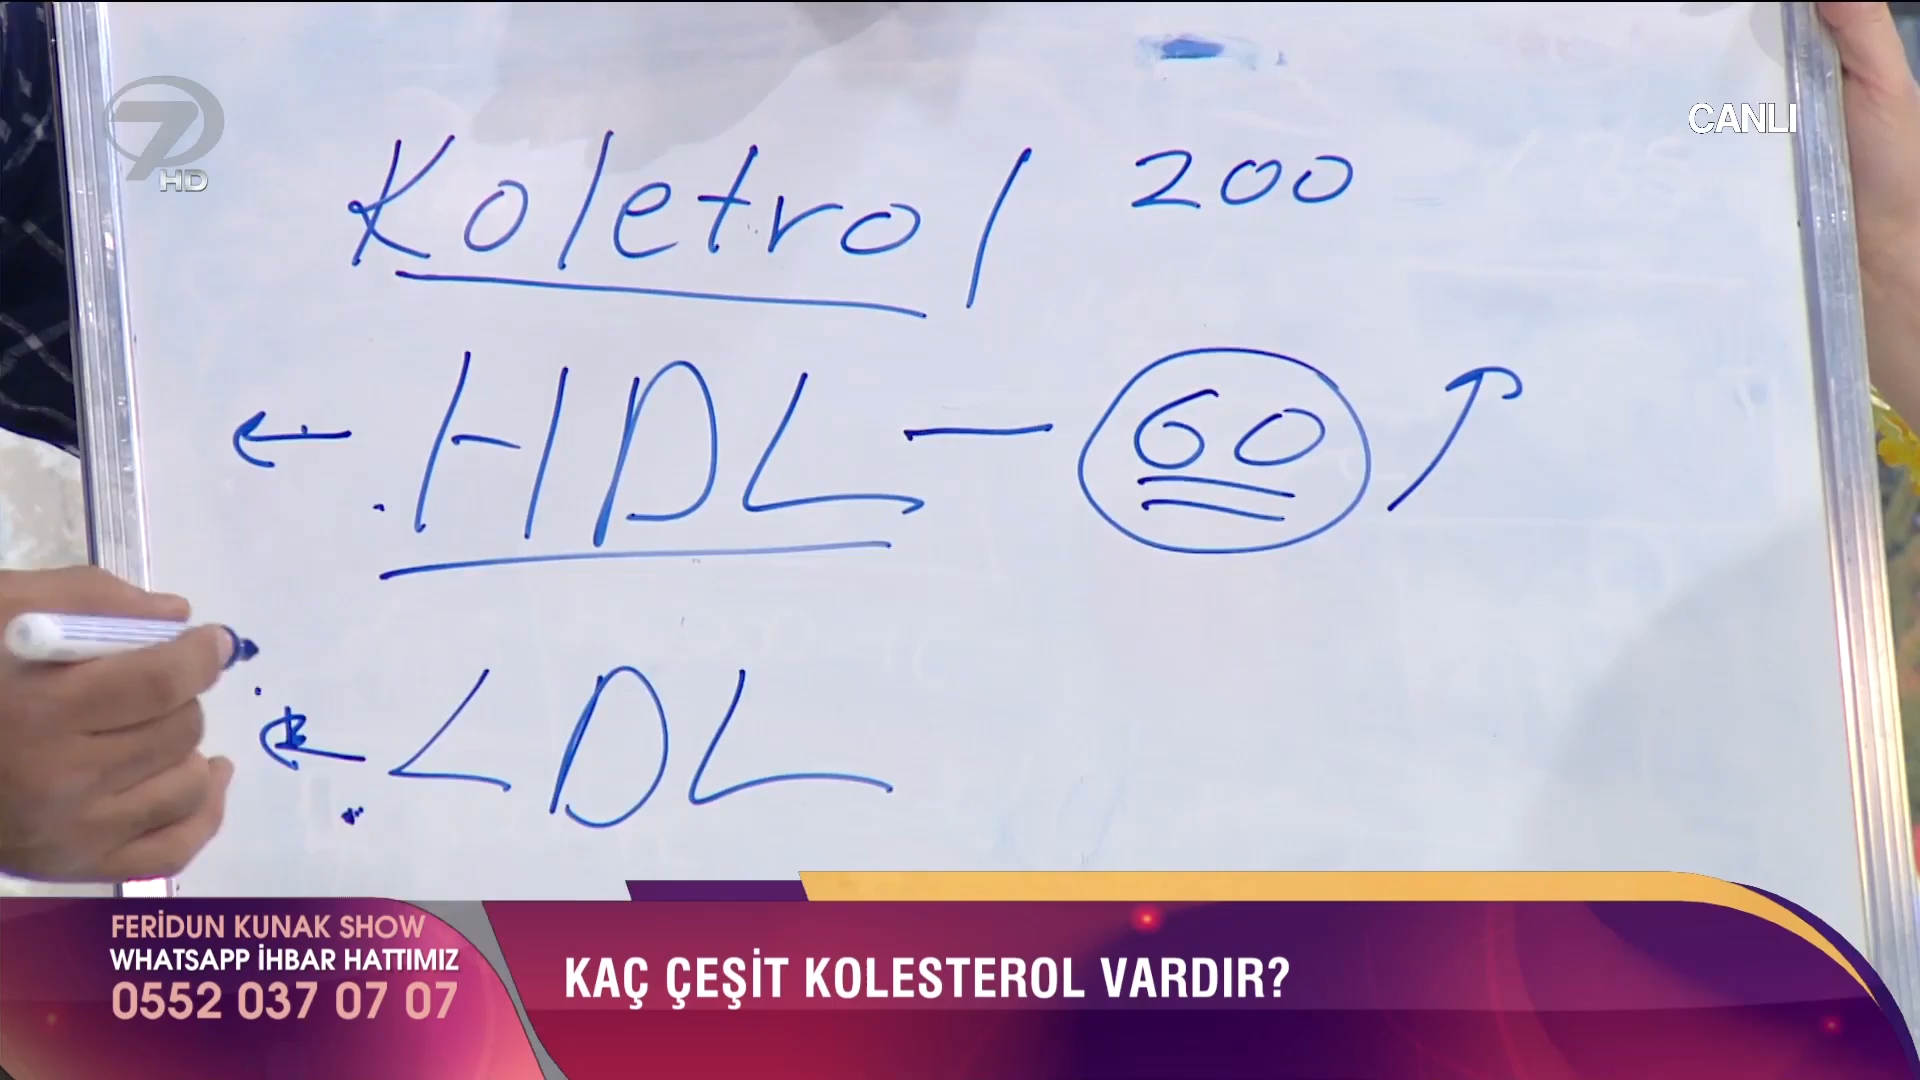 7
HD
CANLI
Koletrol 200
← HDL — 60 ↑
← LDL
FERİDUN KUNAK SHOW
WHATSAPP İHBAR HATTIMIZ
0552 037 07 07
KAÇ ÇEŞİT KOLESTEROL VARDIR?